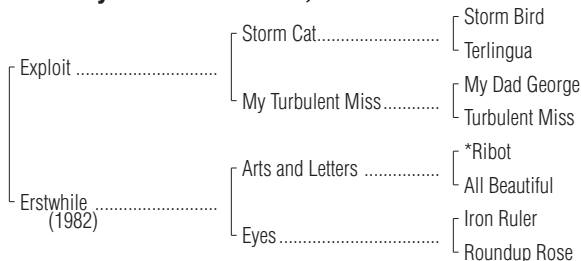 Storm Bird
Storm Cat....................................
Terlingua
Exploit ..........................................
My Dad George
My Turbulent Miss................
Turbulent Miss
*Ribot
Arts and Letters ......................
All Beautiful
Erstwhile ....................................
(1982)
Iron Ruler
Eyes..............................................
Roundup Rose